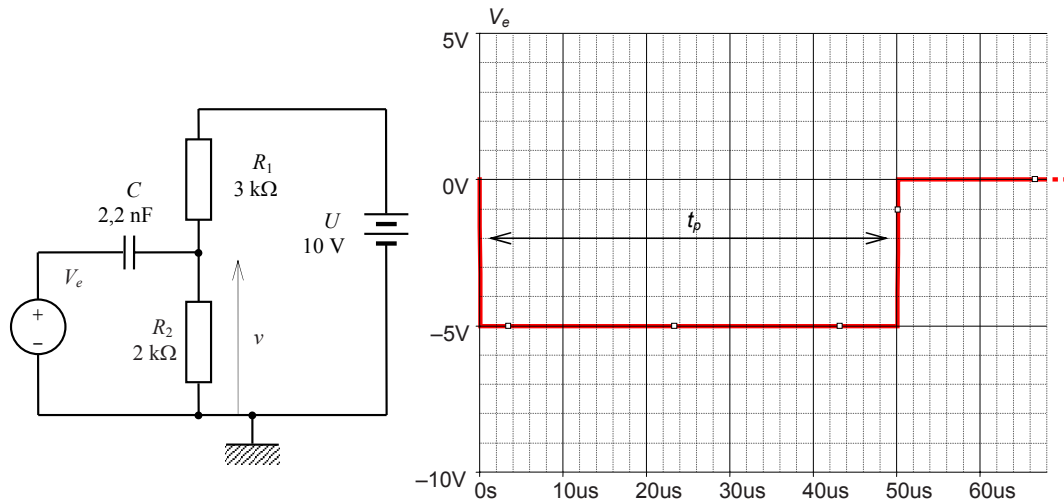 C
2,2 nF
V_e
+
−
R_1
3 kΩ
R_2
2 kΩ
v
U
10 V
V_e
5V
0V
−5V
−10V
t_p
0s
10us
20us
30us
40us
50us
60us